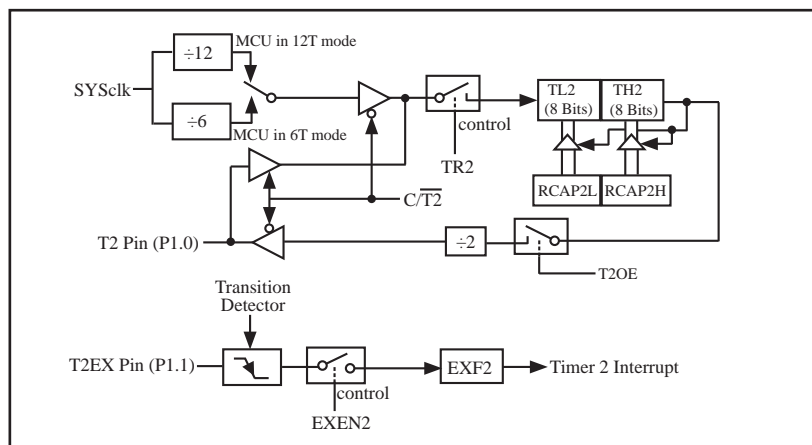 ÷12
MCU in 12T mode
SYSclk
÷6
MCU in 6T mode
control
TR2
TL2
(8 Bits)
TH2
(8 Bits)
RCAP2L
RCAP2H
C/T2
T2 Pin (P1.0)
÷2
T2OE
Transition
Detector
T2EX Pin (P1.1)
control
EXEN2
EXF2
Timer 2 Interrupt